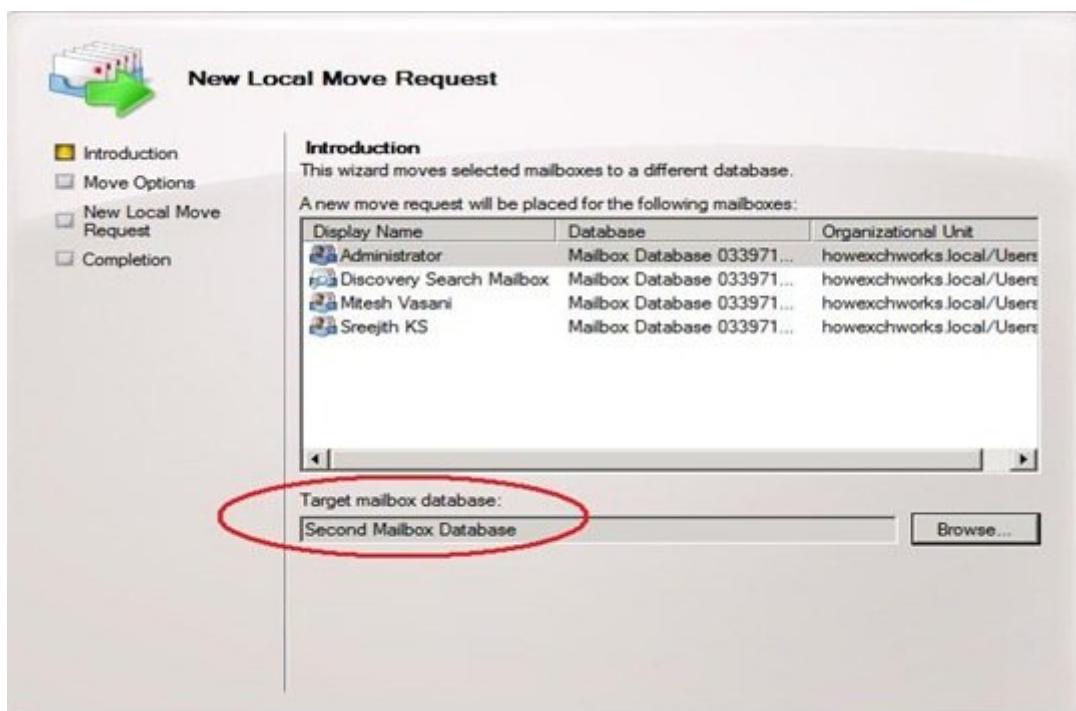 New Local Move Request
Introduction
Move Options
New Local Move
Request
Completion
Introduction
This wizard moves selected mailboxes to a different database.
A new move request will be placed for the following mailboxes:
Display Name Database Organizational Unit
Administrator Mailbox Database 033971... howexchworks.local/Users
Discovery Search Mailbox Mailbox Database 033971... howexchworks.local/Users
Mitesh Vasani Mailbox Database 033971... howexchworks.local/Users
Sreejith KS Mailbox Database 033971... howexchworks.local/Users
Target mailbox database:
Second Mailbox Database
Browse...